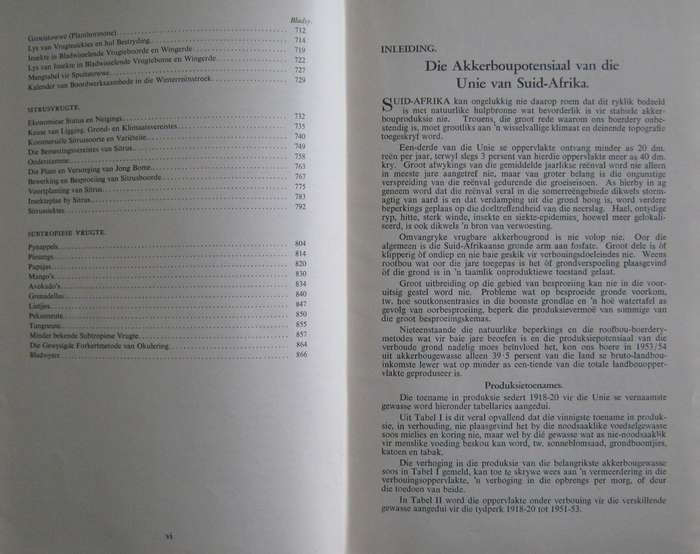 Bladsy.
Groeistowwe (Planthormone) 712
Lys van Vrugtesiektes en hul Bestryding 714
Insekte in Bladwisselende Vrugteboorde en Wingerde 719
Lys van Insekte in Bladwisselende Vrugtebome en Wingerde 722
Mengtabel vir Spuitstowwe 727
Kalender van Boordwerksaamhede in die Winterreënstreek 729
SITRUSVRUGTE.
Ekonomiese Status en Neigings 732
Keuse van Ligging, Grond- en Klimaatsvereistes 735
Kommersiële Sitrussoorte en Variëteite 740
Die Bemestingsvereistes van Sitrus 749
Onderstamme 758
Die Plant en Versorging van Jong Bome 763
Bewerking en Besproeiing van Sitrusboorde 767
Voortplanting van Sitrus 775
Insekteplae by Sitrus 783
Sitrussiektes 792
SUBTROPIESE VRUGTE.
Pynappels 804
Piesangs 814
Papajas 820
Mango's 830
Avokado's 834
Grenadellas 840
Lietjies 847
Pekanneute 850
Tungneute 855
Minder bekende Subtropiese Vrugte 857
Die Gewysigde Forkertmetode van Okulering 864
Bladwyser 866
vi
INLEIDING.
Die Akkerboupotensiaal van die
Unie van Suid-Afrika.
SUID-AFRIKA kan ongelukkig nie daarop roem dat dit ryklik bedeel
is met natuurlike hulpbronne wat bevorderlik is vir stabiele akker-
bouproduksie nie. Trouens, die groot rede waarom ons boerdery onbe-
stendig is, moet grootliks aan 'n wisselvallige klimaat en deinende topografie
toegeskryf word.
Een-derde van die Unie se oppervlakte ontvang minder as 20 dm.
reën per jaar, terwyl slegs 3 persent van hierdie oppervlakte meer as 40 dm.
kry. Groot afwykings van die gemiddelde jaarlikse reënval word nie alleen
in meeste jare aangetref nie, maar van groter belang is die ongunstige
verspreiding van die reënval gedurende die groeiseisoen. As hierby in ag
geneem word dat die reënval veral in die somerreëngebiede dikwels storm-
agtig van aard is en dat verdamping uit die grond hoog is, word verdere
beperkings geplaas op die doeltreffendheid van die neerslag. Hael, ontydige
ryp, hitte, sterk winde, insekte en siekte-epidemies, hoewel meer gelokali-
seerd, is ook dikwels 'n bron van verwoesting.
Omvangryke vrugbare akkerbougrond is nie volop nie. Oor die
algemeen is die Suid-Afrikaanse gronde arm aan fosfate. Groot dele is òf
klipperig òf ondiep en nie baie geskik vir verbouingsdoeleindes nie. Weens
roofbou wat oor die jare toegepas is het grondverspoeling plaasgevind
òf die grond is in 'n taamlik onproduktiewe toestand gelaat.
Groot uitbreiding op die gebied van besproeiing kan nie in die voor-
uitsig gestel word nie. Probleme wat op besproeide gronde voorkom,
tw. hoë soutkonsentrasies in die boonste grondlae en 'n hoë watertafel as
gevolg van oorbesproeiing, beperk die produksievermoë van sommige van
die groot besproeiingskemas.
Nieteenstaande die natuurlike beperkings en die roofbou-boerdery-
metodes wat vir baie jare beoefen is en die produksiepotensiaal van die
verboude grond nadelig moes beïnvloed het, kon ons boere in 1953/54
uit akkerbougewasse alleen 39·5 persent van die land se bruto-landbou-
inkomste lewer wat op minder as een-tiende van die totale landbouopper-
vlakte geproduseer is.
Produksietoenames.
Die toename in produksie sedert 1918-20 vir die Unie se vernaamste
gewasse word hieronder tabellaries aangedui.
Uit Tabel I is dit veral opvallend dat die vinnigste toename in produk-
sie, in verhouding, nie plaasgevind het by die noodsaaklike voedselgewasse
soos mielies en koring nie, maar wel by dié gewasse wat as nie-noodsaaklik
vir menslike voeding beskou kan word, tw. sonneblomsaad, grondboontjies,
katoen en tabak.
Die verhoging in die produksie van die belangrikste akkerbougewasse
soos in Tabel I gemeld, kan toe te skrywe wees aan 'n vermeerdering in die
verbouingsoppervlakte, 'n verhoging in die opbrengs per morg, of deur
die toedoen van beide.
In Tabel II word die oppervlakte onder verbouing vir die verskillende
gewasse aangedui vir die tydperk 1918-20 tot 1951-53.